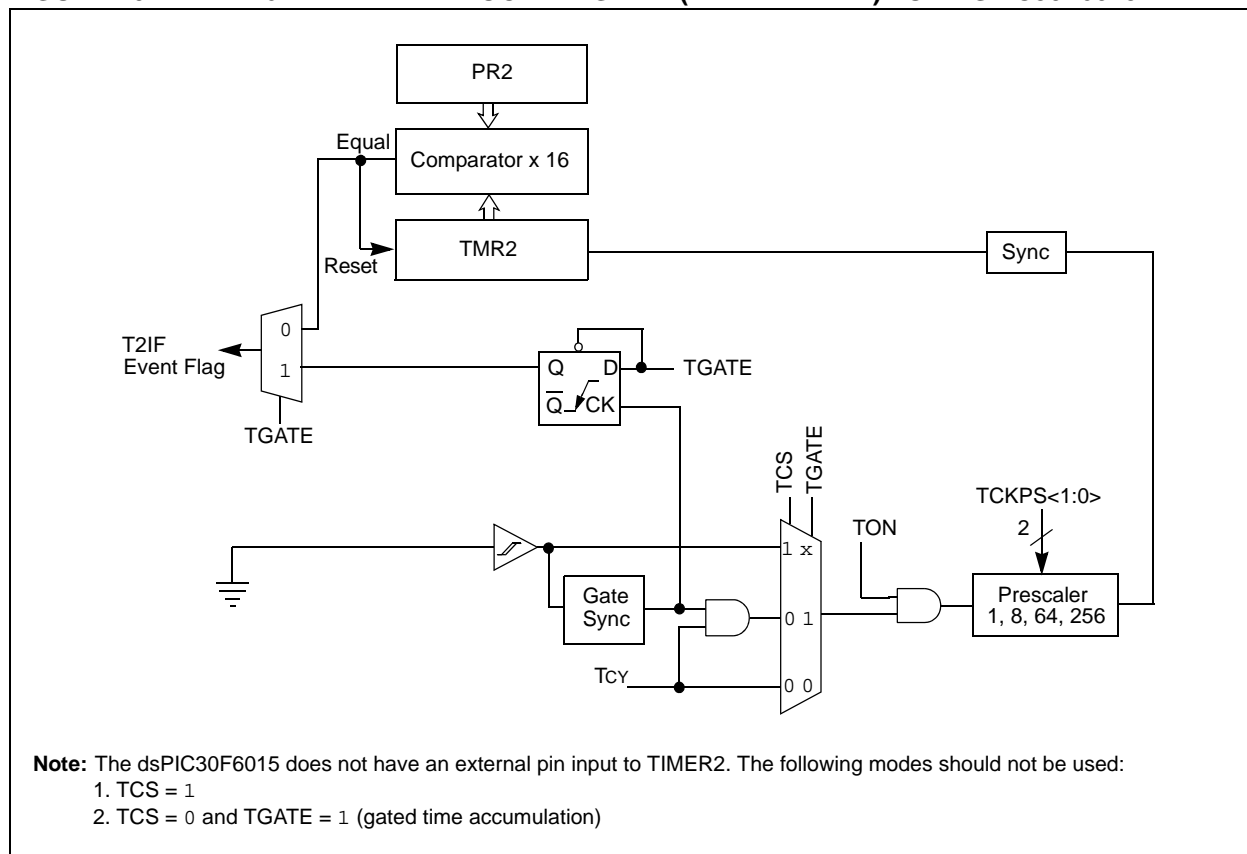 PR2
Equal
Comparator x 16
TMR2
Reset
Sync
0
1
T2IF
Event Flag
TGATE
Q
D
Q
CK
TGATE
TCS
TGATE
TCKPS<1:0>
2
TON
1 x
Gate
Sync
0 1
Prescaler
1, 8, 64, 256
TCY
0 0
Note: The dsPIC30F6015 does not have an external pin input to TIMER2. The following modes should not be used:
1. TCS = 1
2. TCS = 0 and TGATE = 1 (gated time accumulation)